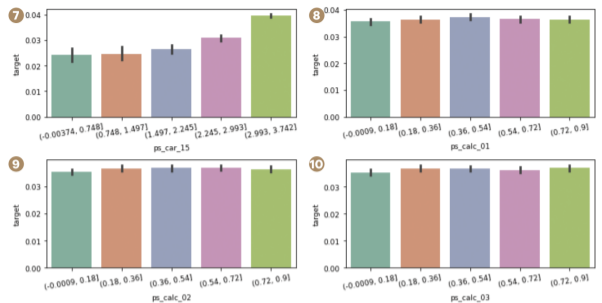 7
0.04
0.03
0.02
0.01
0.00
target
(-0.00374, 0.748] (0.748, 1.497] (1.497, 2.245] (2.245, 2.993] (2.993, 3.742]
ps_car_15
8
0.04
0.03
0.02
0.01
0.00
target
(-0.0009, 0.18] (0.18, 0.36] (0.36, 0.54] (0.54, 0.72] (0.72, 0.9]
ps_calc_01
9
0.03
0.02
0.01
0.00
target
(-0.0009, 0.18] (0.18, 0.36] (0.36, 0.54] (0.54, 0.72] (0.72, 0.9]
ps_calc_02
10
0.03
0.02
0.01
0.00
target
(-0.0009, 0.18] (0.18, 0.36] (0.36, 0.54] (0.54, 0.72] (0.72, 0.9]
ps_calc_03